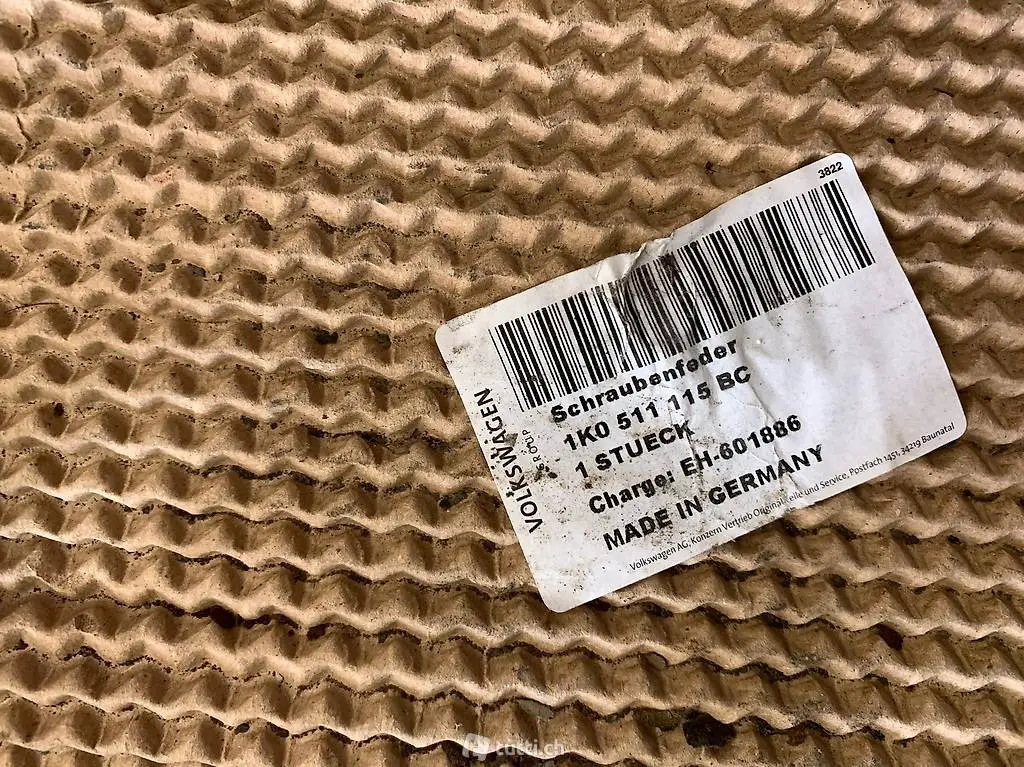 3822
Schraubenfeder
1K0 511 115 BC
1 STUECK
Charge: EH-601886
MADE IN GERMANY
VOLKSWAGEN
GROUP
Volkswagen AG, Konzern Vertrieb Originalteile und Service, Postfach 1451, 34219 Baunatal
tutti.ch